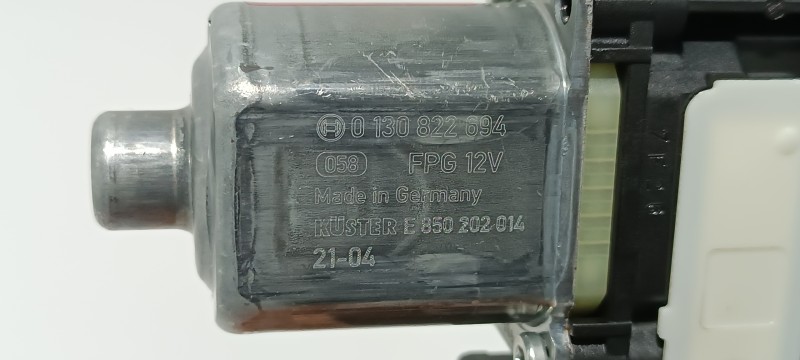 0 130 822 694
058 FPG 12V
Made in Germany
KÜSTER E 850 202 014
21-04